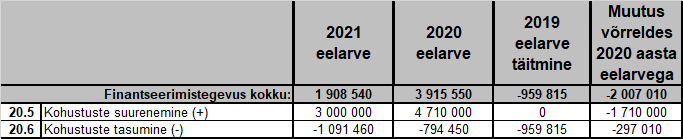 2021 eelarve 2020 eelarve 2019 eelarve täitmine Muutus võrreldes 2020 aasta eelarvega
Finantseerimistegevus kokku: 1 908 540 3 915 550 -959 815 -2 007 010
20.5 Kohustuste suurenemine (+) 3 000 000 4 710 000 0 -1 710 000
20.6 Kohustuste tasumine (-) -1 091 460 -794 450 -959 815 -297 010